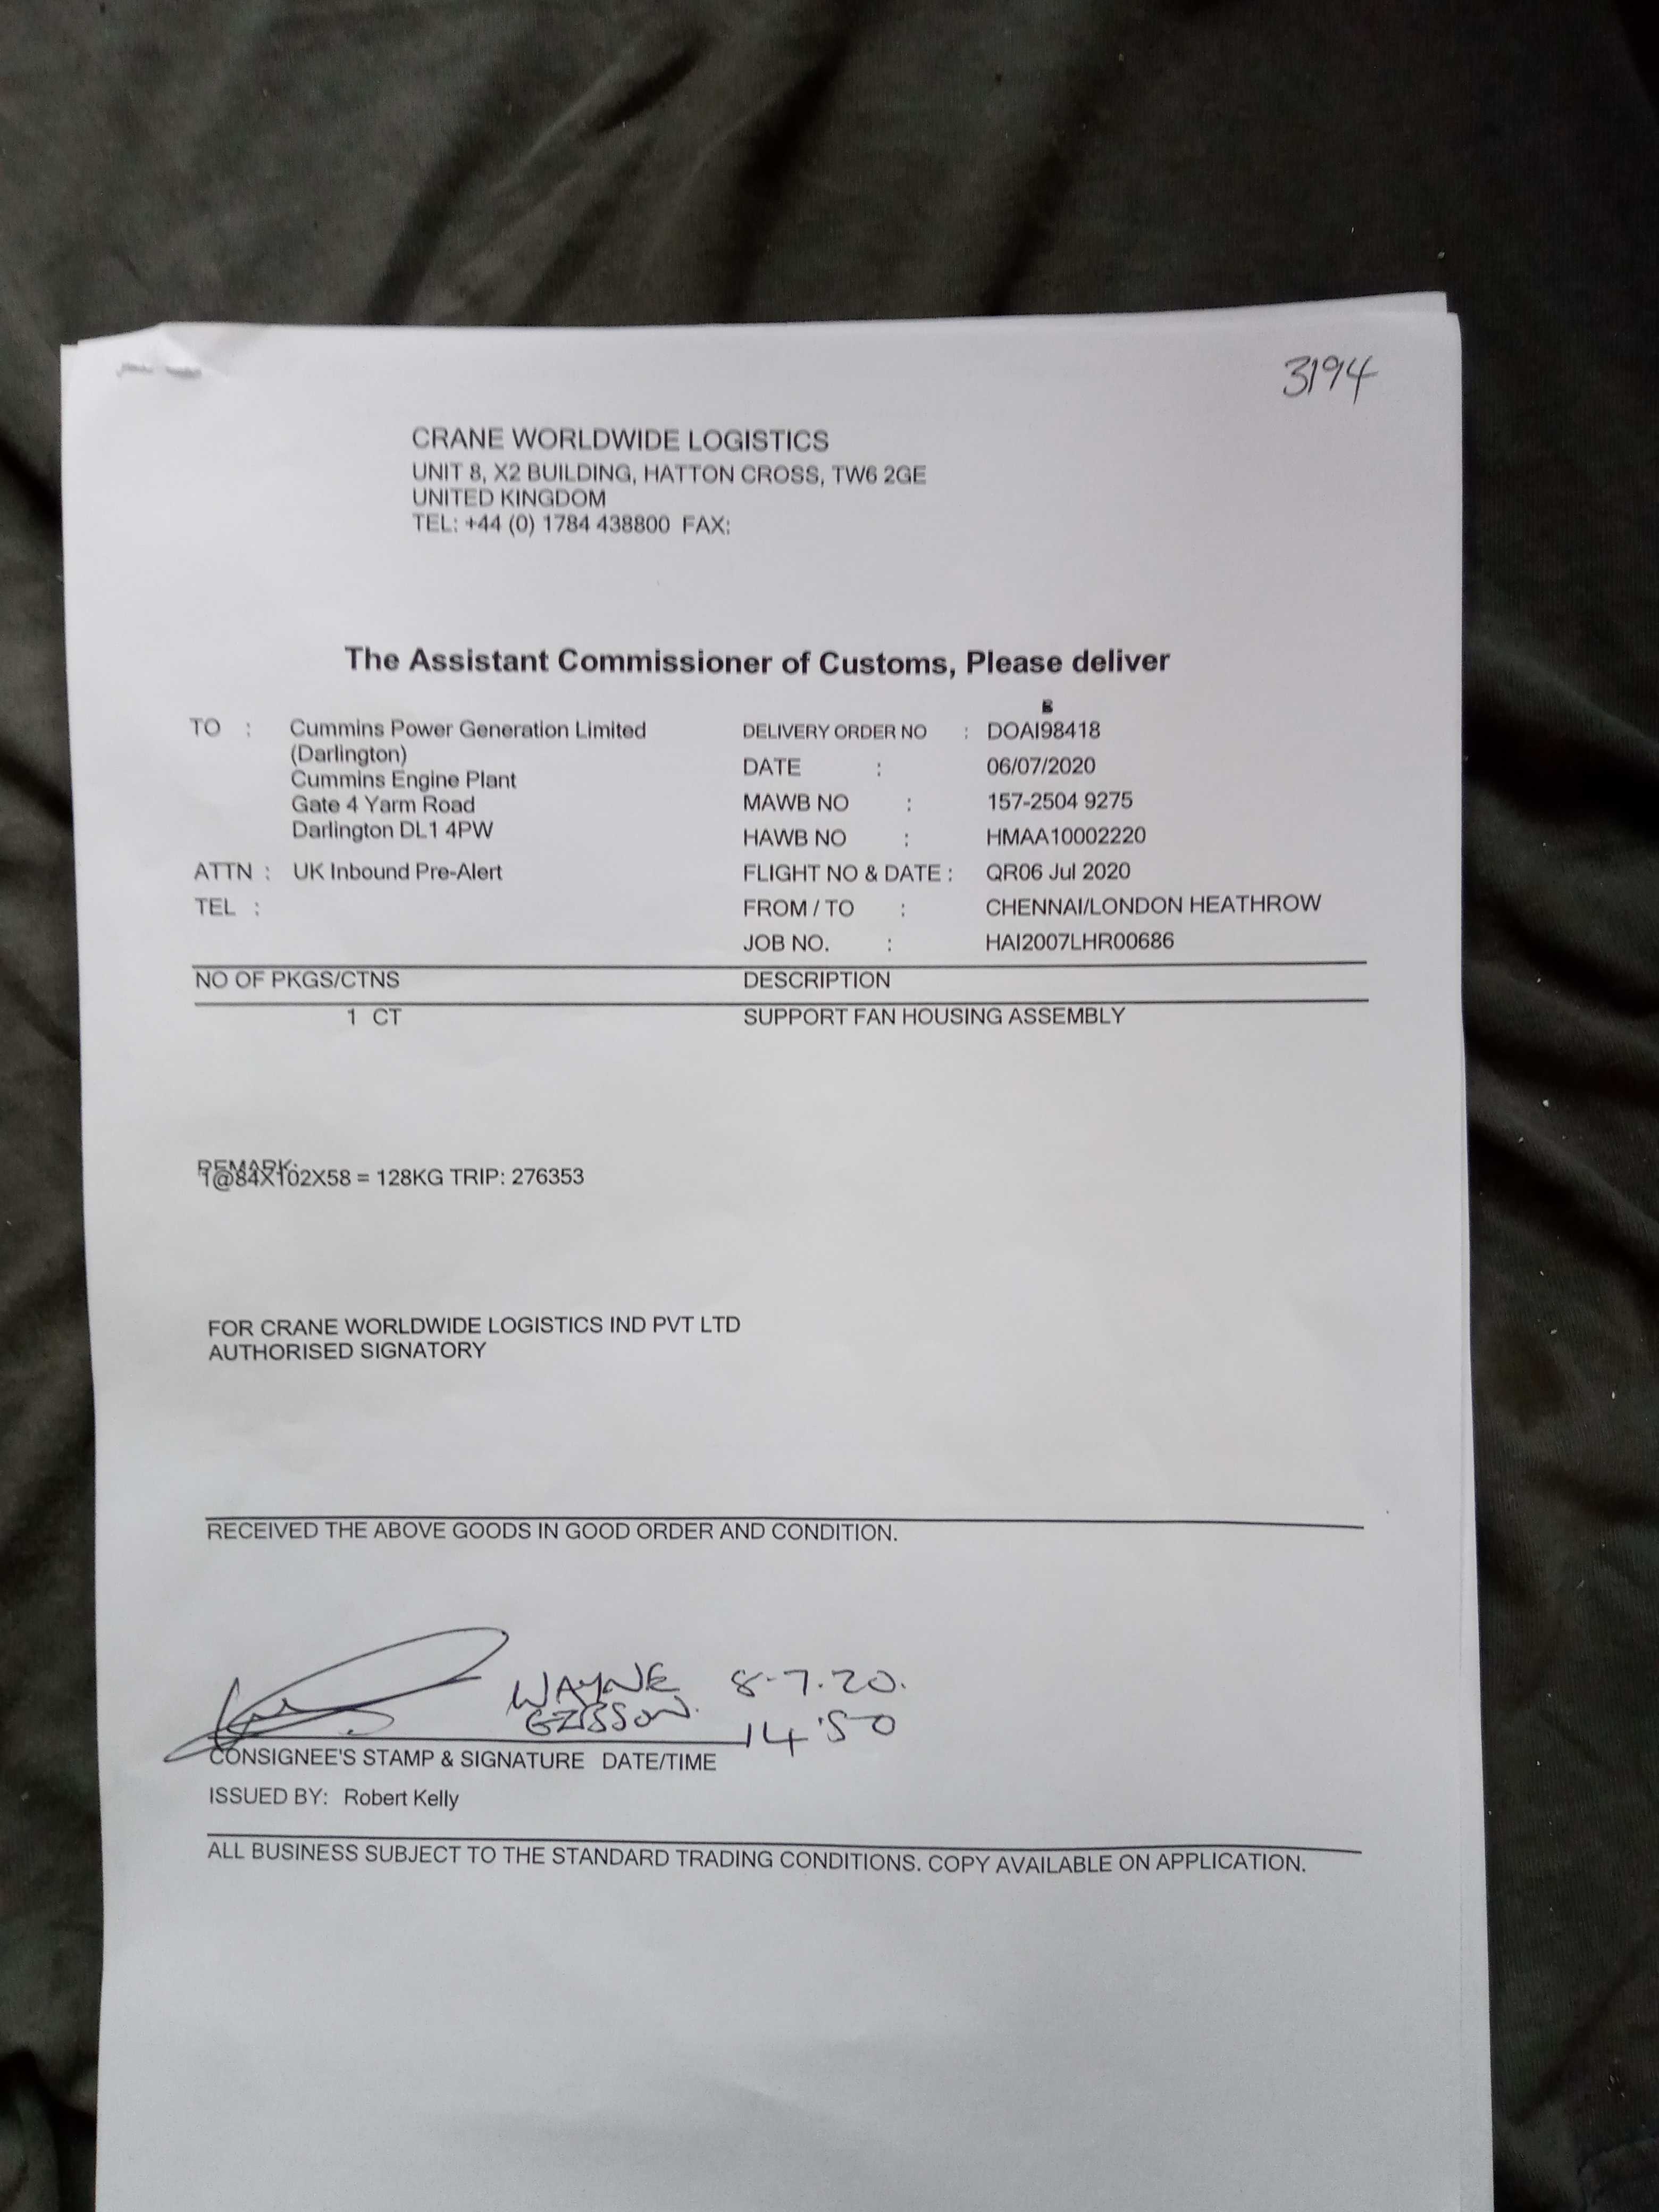 3194
CRANE WORLDWIDE LOGISTICS
UNIT 8, X2 BUILDING, HATTON CROSS, TW6 2GE
UNITED KINGDOM
TEL: +44 (0) 1784 438800 FAX:
The Assistant Commissioner of Customs, Please deliver
TO : Cummins Power Generation Limited
(Darlington)
Cummins Engine Plant
Gate 4 Yarm Road
Darlington DL1 4PW
ATTN : UK Inbound Pre-Alert
TEL :
DELIVERY ORDER NO : DOAI98418
DATE : 06/07/2020
MAWB NO : 157-2504 9275
HAWB NO : HMAA10002220
FLIGHT NO & DATE : QR06 Jul 2020
FROM / TO : CHENNAI/LONDON HEATHROW
JOB NO. : HAI2007LHR00686
NO OF PKGS/CTNS DESCRIPTION
1 CT SUPPORT FAN HOUSING ASSEMBLY
REMARK:
1@84X102X58 = 128KG TRIP: 276353
FOR CRANE WORLDWIDE LOGISTICS IND PVT LTD
AUTHORISED SIGNATORY
RECEIVED THE ABOVE GOODS IN GOOD ORDER AND CONDITION.
WAYNE 8-7.20.
14:50
CONSIGNEE'S STAMP & SIGNATURE DATE/TIME
ISSUED BY: Robert Kelly
ALL BUSINESS SUBJECT TO THE STANDARD TRADING CONDITIONS. COPY AVAILABLE ON APPLICATION.